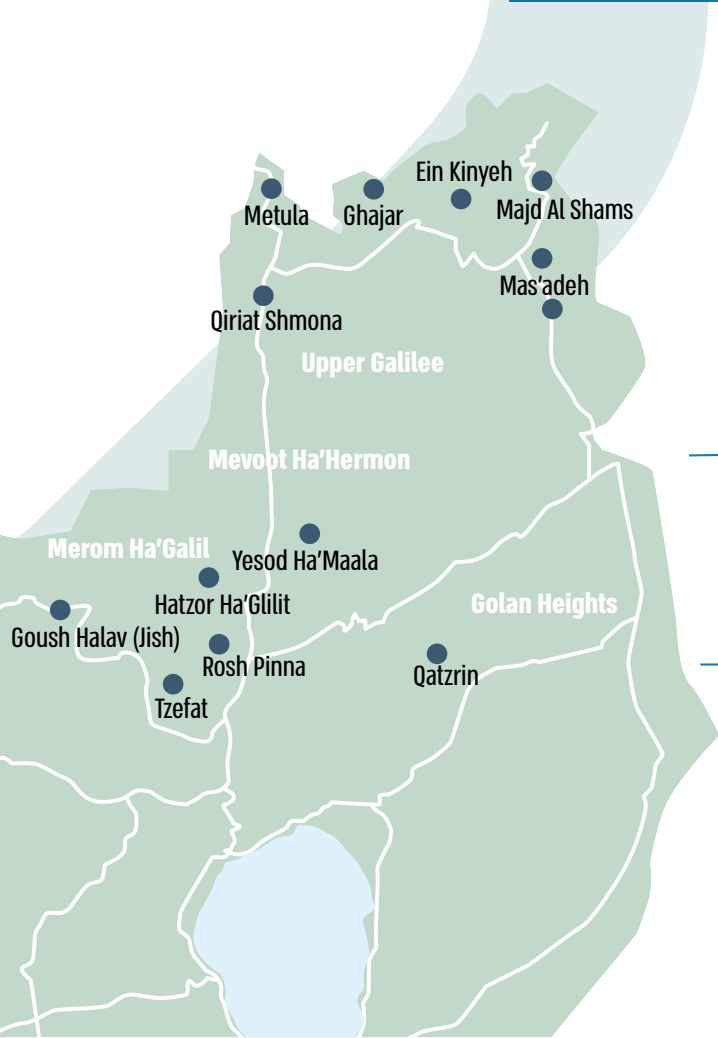 Ein Kinyeh
Metula
Ghajar
Majd Al Shams
Mas'adeh
Qiriat Shmona
Upper Galilee
Mevoot Ha'Hermon
Merom Ha'Galil
Yesod Ha'Maala
Hatzor Ha'Glilit
Golan Heights
Goush Halav (Jish)
Rosh Pinna
Qatzrin
Tzefat